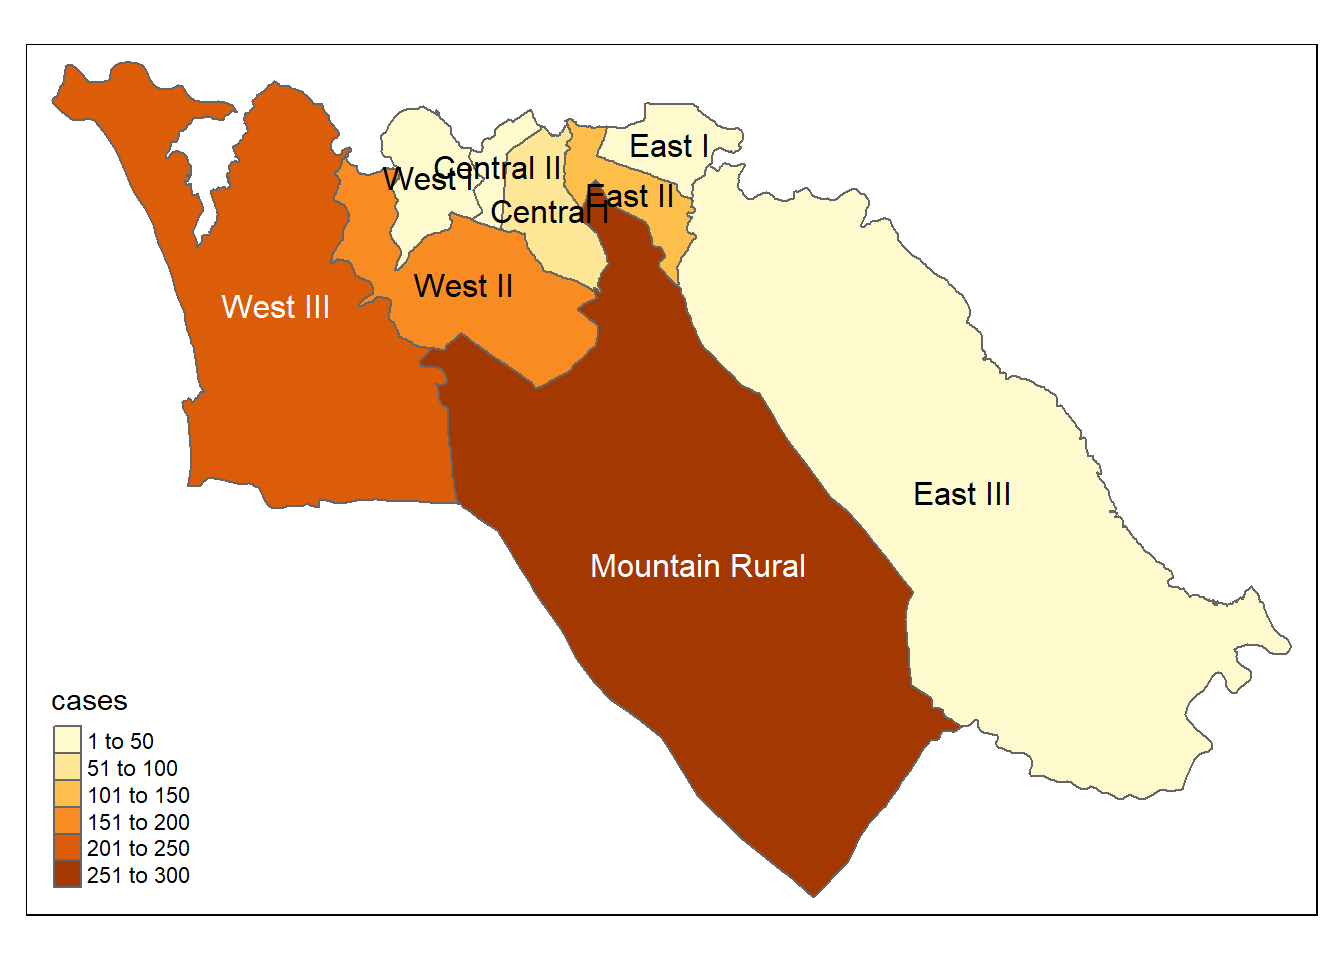 East I
Central II
West I
East II
Central I
West II
West III
East III
Mountain Rural
cases
1 to 50
51 to 100
101 to 150
151 to 200
201 to 250
251 to 300